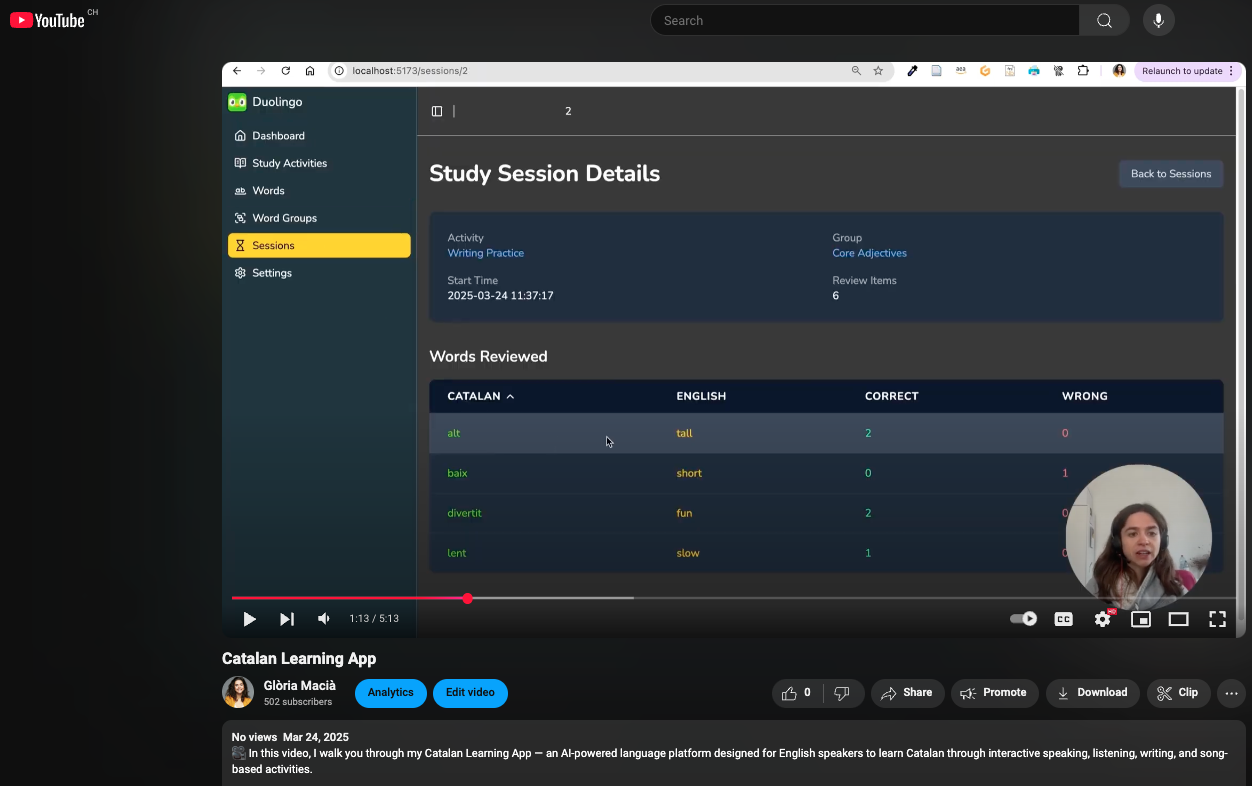 YouTube CH
Search
localhost:5173/sessions/2
Relaunch to update
Duolingo
2
Dashboard
Study Activities
Words
Word Groups
Sessions
Settings
Study Session Details
Back to Sessions
Activity Group
Writing Practice Core Adjectives
Start Time Review Items
2025-03-24 11:37:17 6
Words Reviewed
CATALAN ENGLISH CORRECT WRONG
alt tall 2 0
baix short 0 1
divertit fun 2 0
lent slow 1 0
1:13 / 5:13
CC
HD
Catalan Learning App
Glòria Macià
502 subscribers
Analytics
Edit video
0
Share
Promote
Download
Clip
No views Mar 24, 2025
In this video, I walk you through my Catalan Learning App — an AI-powered language platform designed for English speakers to learn Catalan through interactive speaking, listening, writing, and song-
based activities.